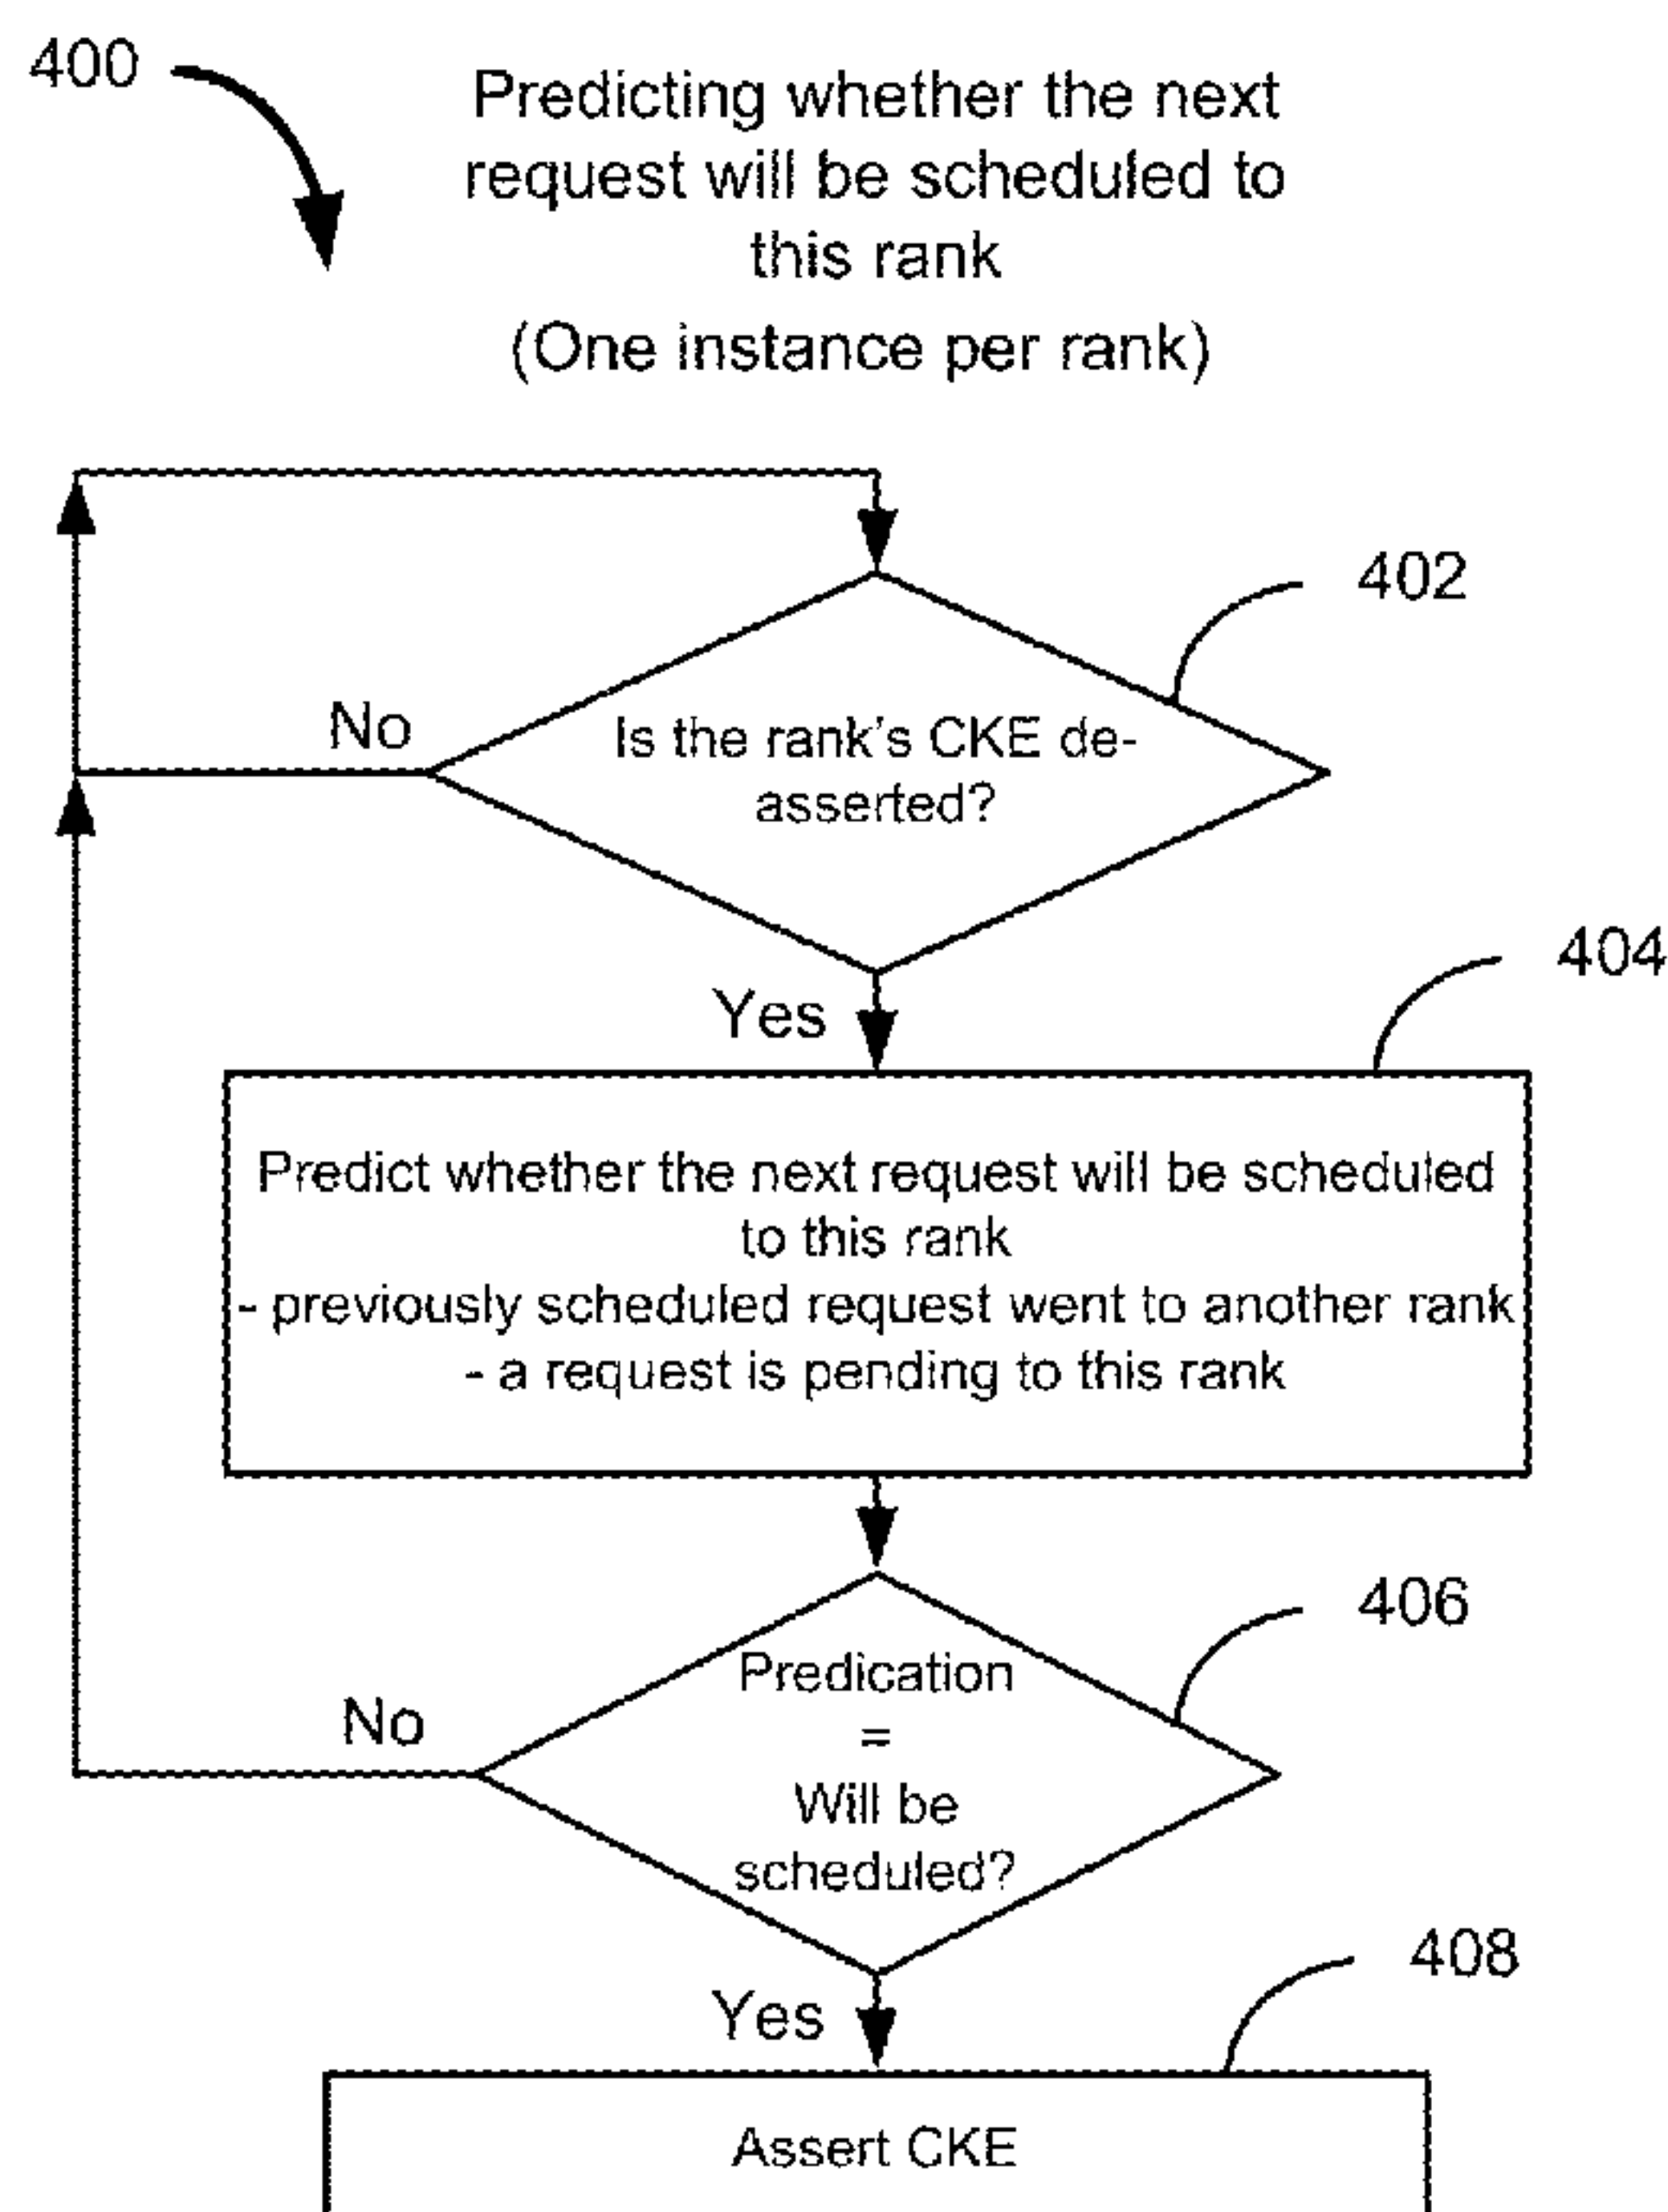 400
Predicting whether the next
request will be scheduled to
this rank
(One instance per rank)
402
No
Is the rank's CKE de-
asserted?
404
Yes
Predict whether the next request will be scheduled
to this rank
- previously scheduled request went to another rank
- a request is pending to this rank
406
Predication
=
No
Will be
scheduled?
408
Yes
Assert CKE